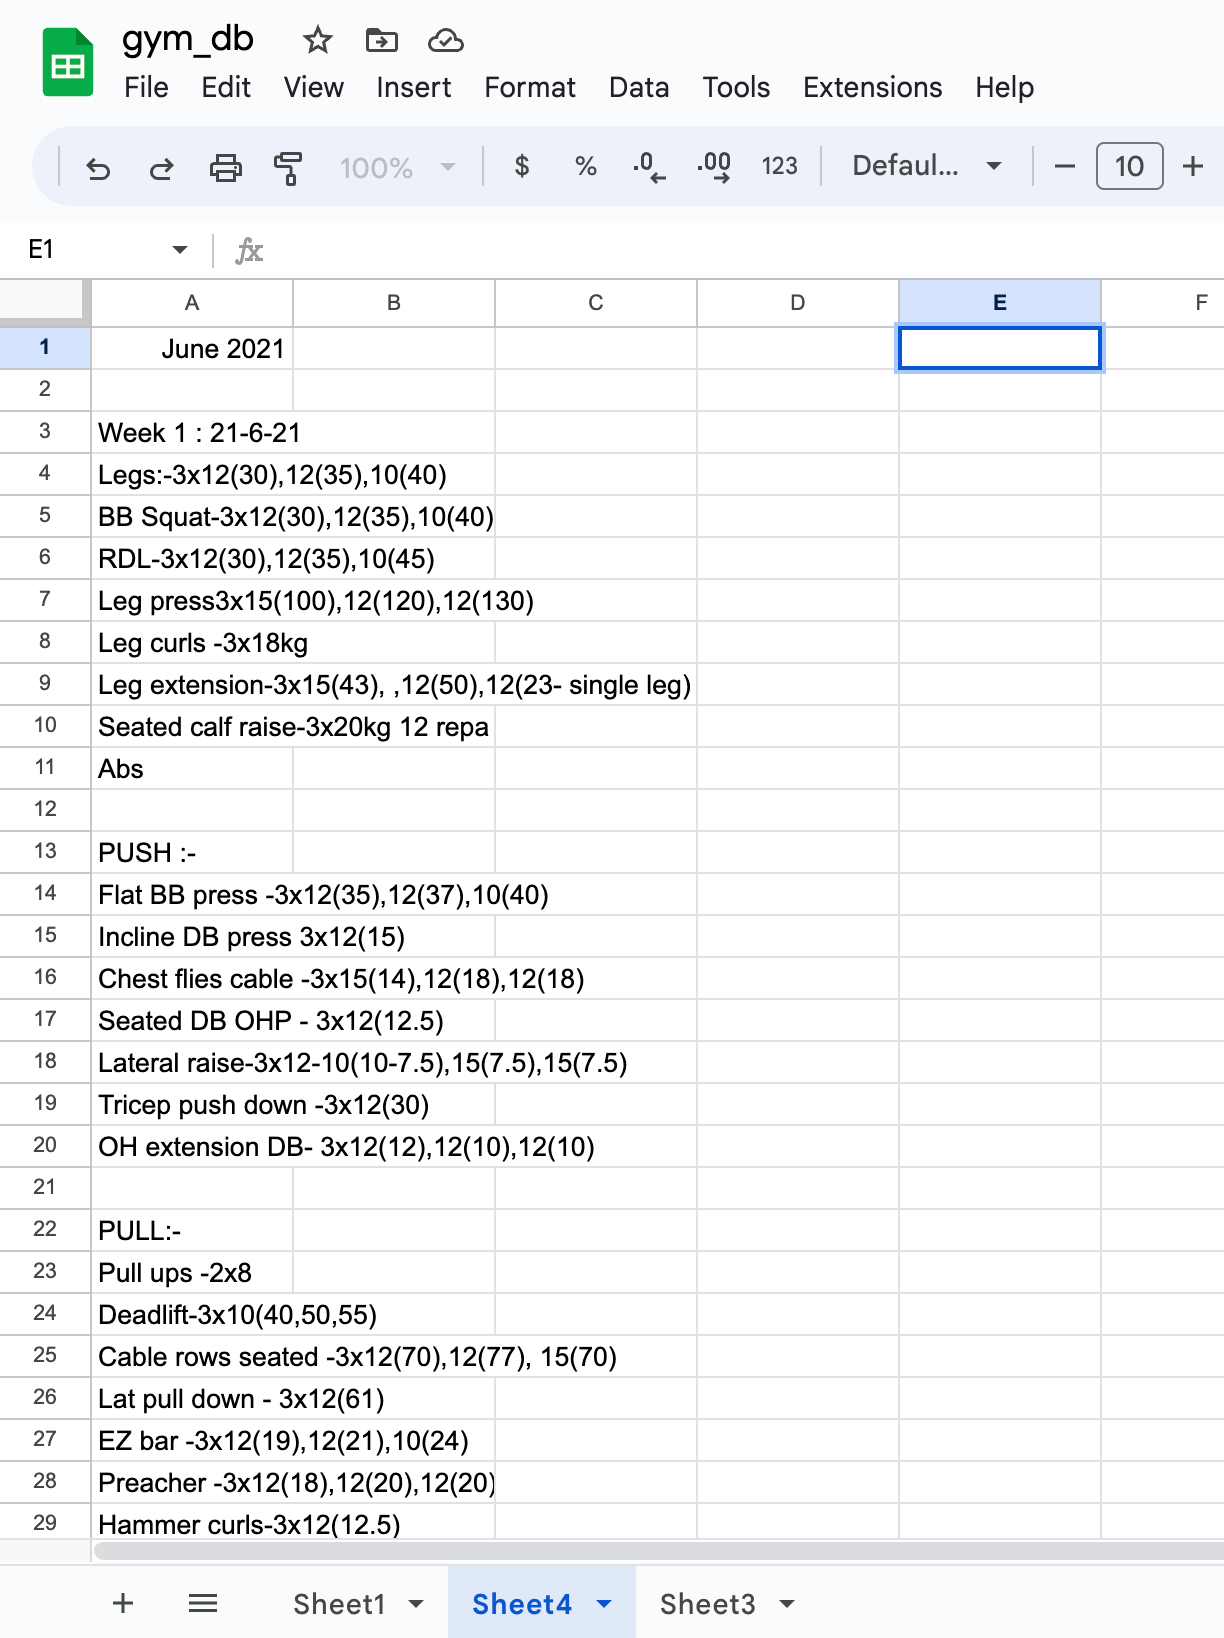 gym_db
File Edit View Insert Format Data Tools Extensions Help
100% $ % .0 .00 123 Defaul... − 10 +
E1 fx
A B C D E F
1 June 2021
2
3 Week 1 : 21-6-21
4 Legs:-3x12(30),12(35),10(40)
5 BB Squat-3x12(30),12(35),10(40)
6 RDL-3x12(30),12(35),10(45)
7 Leg press3x15(100),12(120),12(130)
8 Leg curls -3x18kg
9 Leg extension-3x15(43), ,12(50),12(23- single leg)
10 Seated calf raise-3x20kg 12 repa
11 Abs
12
13 PUSH :-
14 Flat BB press -3x12(35),12(37),10(40)
15 Incline DB press 3x12(15)
16 Chest flies cable -3x15(14),12(18),12(18)
17 Seated DB OHP - 3x12(12.5)
18 Lateral raise-3x12-10(10-7.5),15(7.5),15(7.5)
19 Tricep push down -3x12(30)
20 OH extension DB- 3x12(12),12(10),12(10)
21
22 PULL:-
23 Pull ups -2x8
24 Deadlift-3x10(40,50,55)
25 Cable rows seated -3x12(70),12(77), 15(70)
26 Lat pull down - 3x12(61)
27 EZ bar -3x12(19),12(21),10(24)
28 Preacher -3x12(18),12(20),12(20)
29 Hammer curls-3x12(12.5)
+ Sheet1 Sheet4 Sheet3